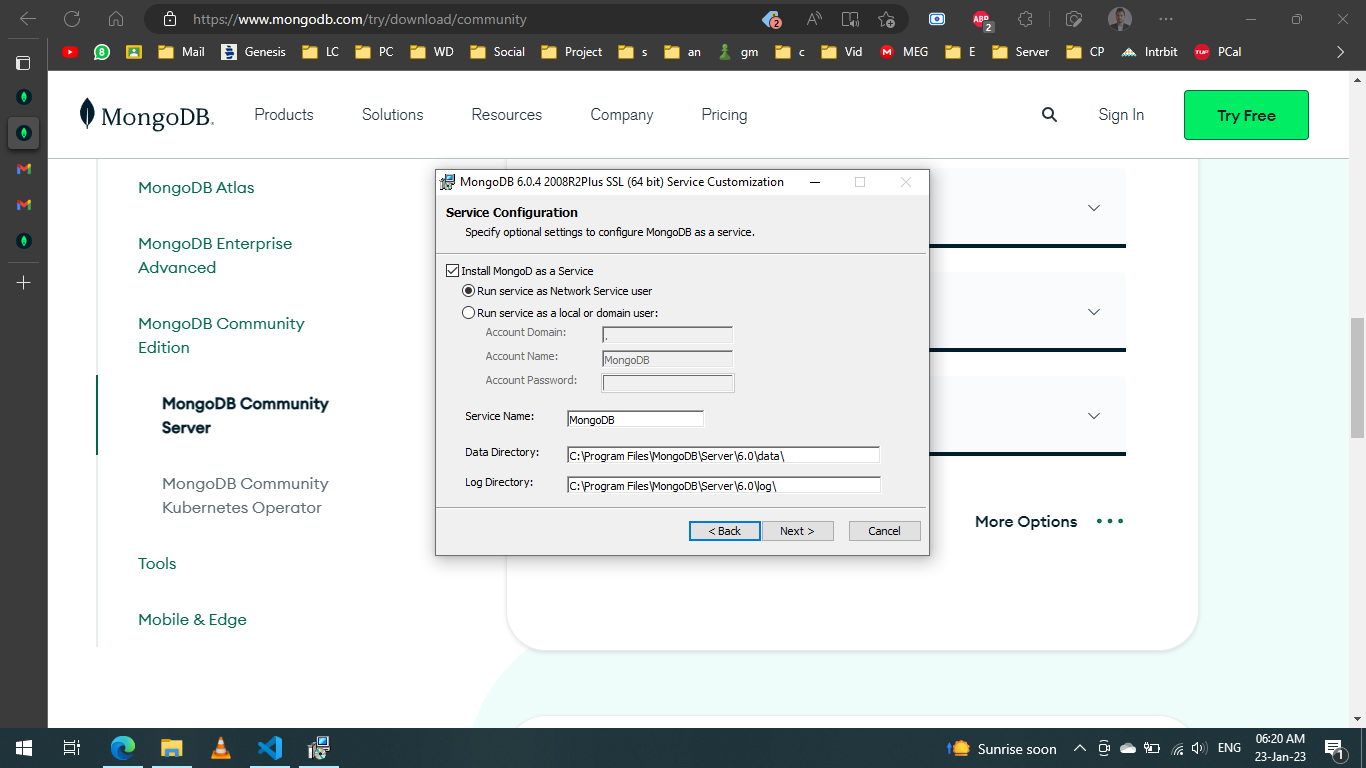 https://www.mongodb.com/try/download/community
2
ABP
2
8
Mail
Genesis
LC
PC
WD
Social
Project
s
an
gm
c
Vid
M
MEG
E
Server
CP
Intrbit
PCal
MongoDB.
Products
Solutions
Resources
Company
Pricing
Sign In
Try Free
MongoDB Atlas
MongoDB Enterprise
Advanced
MongoDB Community
Edition
MongoDB Community
Server
MongoDB Community
Kubernetes Operator
Tools
Mobile & Edge
MongoDB 6.0.4 2008R2Plus SSL (64 bit) Service Customization
Service Configuration
Specify optional settings to configure MongoDB as a service.
Install MongoD as a Service
Run service as Network Service user
Run service as a local or domain user:
Account Domain: .
Account Name: MongoDB
Account Password:
Service Name: MongoDB
Data Directory: C:\Program Files\MongoDB\Server\6.0\data\
Log Directory: C:\Program Files\MongoDB\Server\6.0\log\
< Back
Next >
Cancel
More Options
Sunrise soon
ENG
06:20 AM
23-Jan-23
1